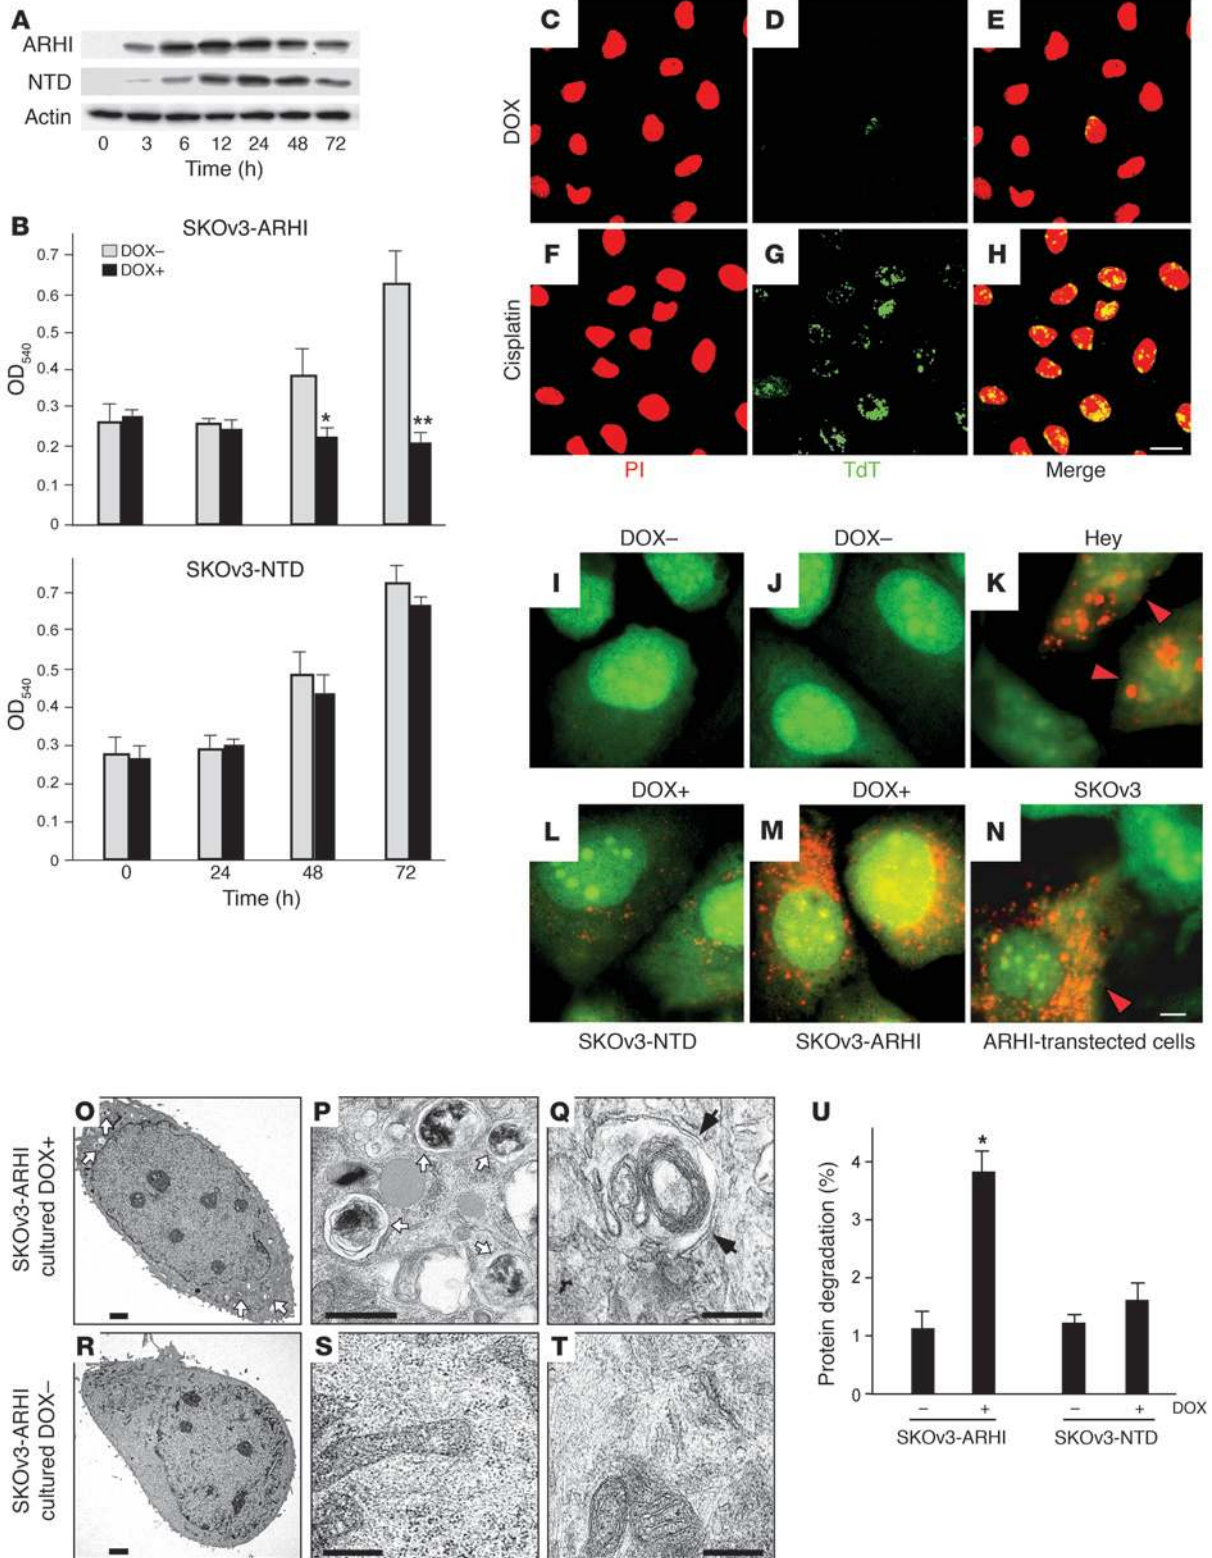 A
ARHI
NTD
Actin
0 3 6 12 24 48 72
Time (h)
B
SKOv3-ARHI
DOX–
DOX+
0.7
0.6
0.5
0.4
0.3
0.2
0.1
0
OD540
* **
SKOv3-NTD
0.7
0.6
0.5
0.4
0.3
0.2
0.1
0
OD540
0 24 48 72
Time (h)
C D E
DOX
F G H
Cisplatin
PI TdT Merge
DOX– DOX– Hey
I J K
DOX+ DOX+ SKOv3
L M N
SKOv3-NTD SKOv3-ARHI ARHI-transtected cells
O P Q
SKOv3-ARHI
cultured DOX+
R S T
SKOv3-ARHI
cultured DOX–
U
Protein degradation (%)
4
3
2
1
0
*
– + – + DOX
SKOv3-ARHI SKOv3-NTD